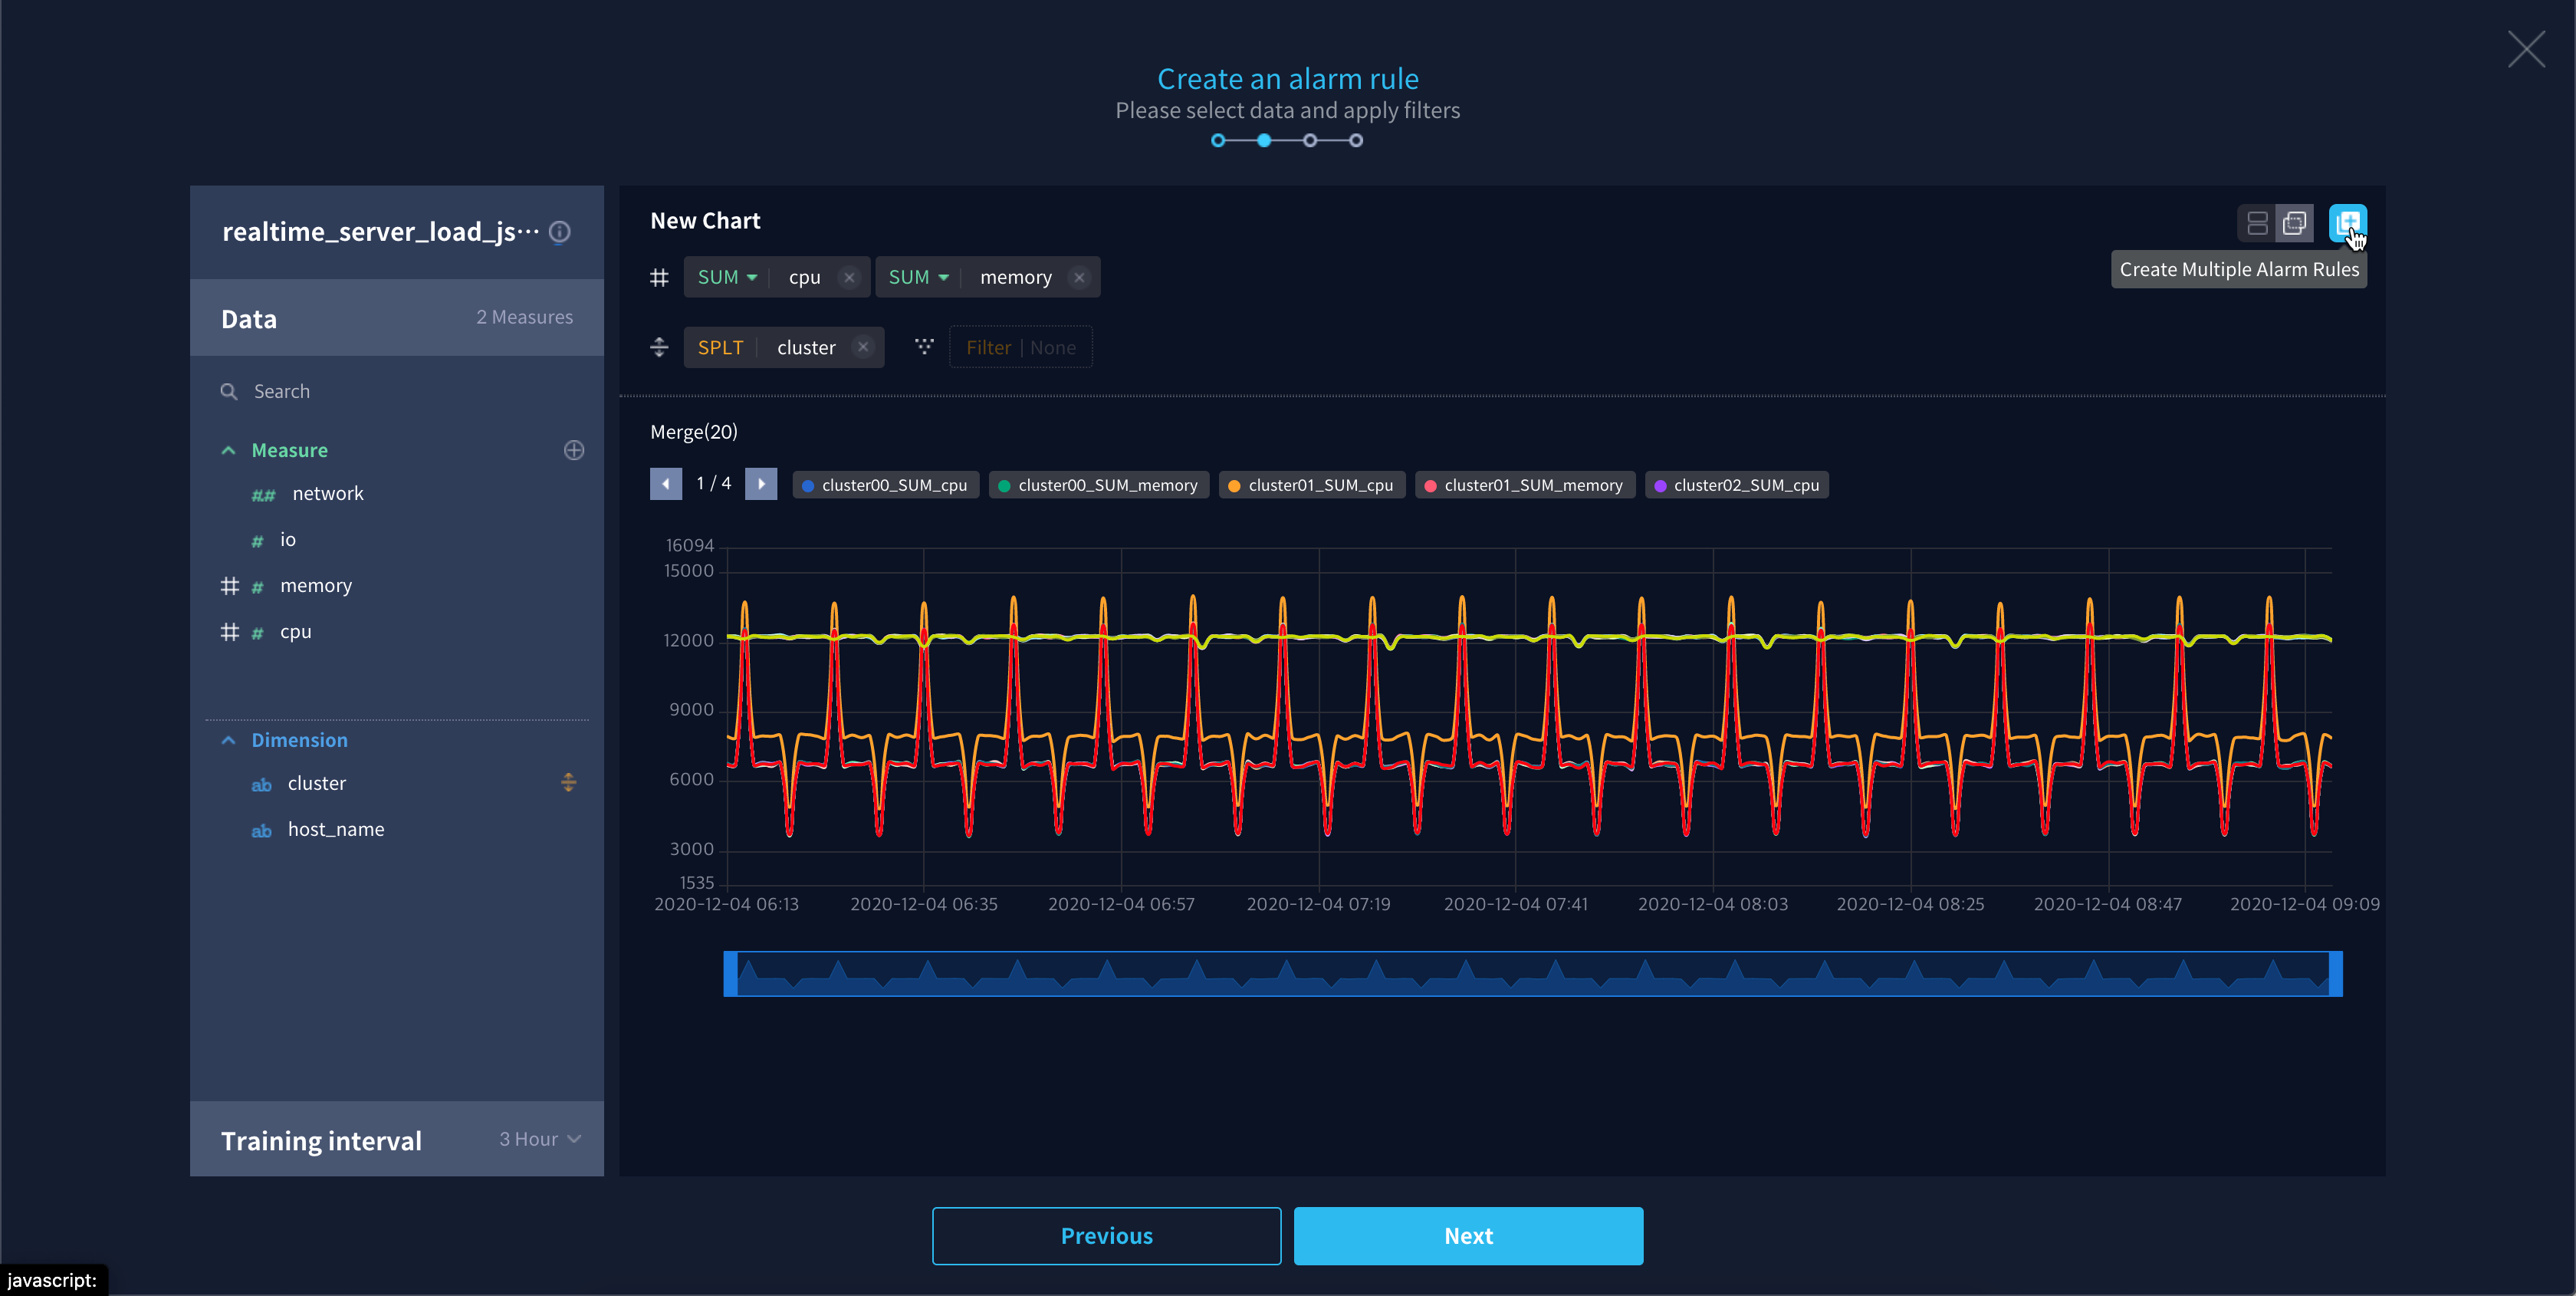 Create an alarm rule
Please select data and apply filters
realtime_server_load_js⋯
Data 2 Measures
Search
Measure
## network
# io
# memory
# cpu
Dimension
ab cluster
ab host_name
Training interval 3 Hour
New Chart
Create Multiple Alarm Rules
SUM cpu SUM memory
SPLT cluster Filter | None
Merge(20)
1 / 4 cluster00_SUM_cpu cluster00_SUM_memory cluster01_SUM_cpu cluster01_SUM_memory cluster02_SUM_cpu
16094
15000
12000
9000
6000
3000
1535
2020-12-04 06:13 2020-12-04 06:35 2020-12-04 06:57 2020-12-04 07:19 2020-12-04 07:41 2020-12-04 08:03 2020-12-04 08:25 2020-12-04 08:47 2020-12-04 09:09
Previous Next
javascript: